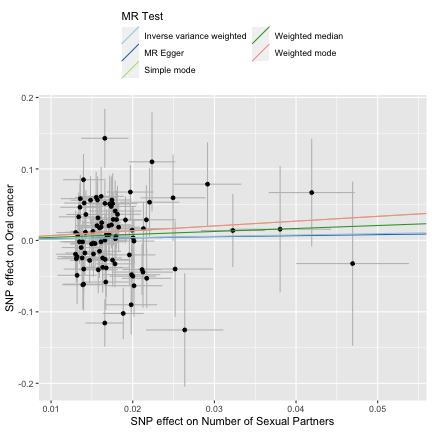 MR Test
Inverse variance weighted
Weighted median
MR Egger
Weighted mode
Simple mode
SNP effect on Oral cancer
0.2
0.1
0.0
-0.1
-0.2
0.01
0.02
0.03
0.04
0.05
SNP effect on Number of Sexual Partners